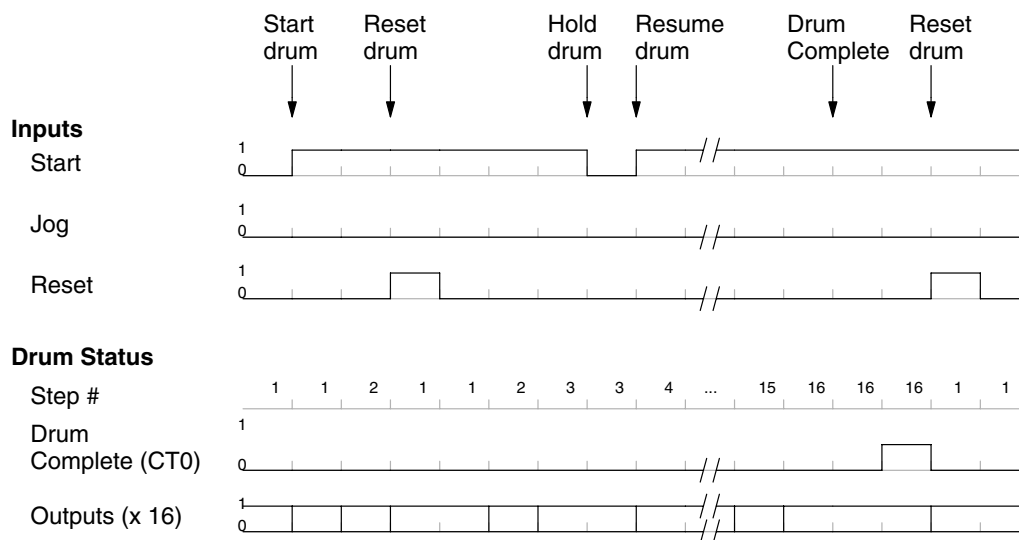 Start Reset Hold Resume Drum Reset
drum drum drum drum Complete drum
Inputs
Start 1
0
Jog 1
0
Reset 1
0
Drum Status
Step # 1 1 2 1 1 2 3 3 4 ... 15 16 16 16 1 1
Drum 1
Complete (CT0) 0
Outputs (x 16) 1
0